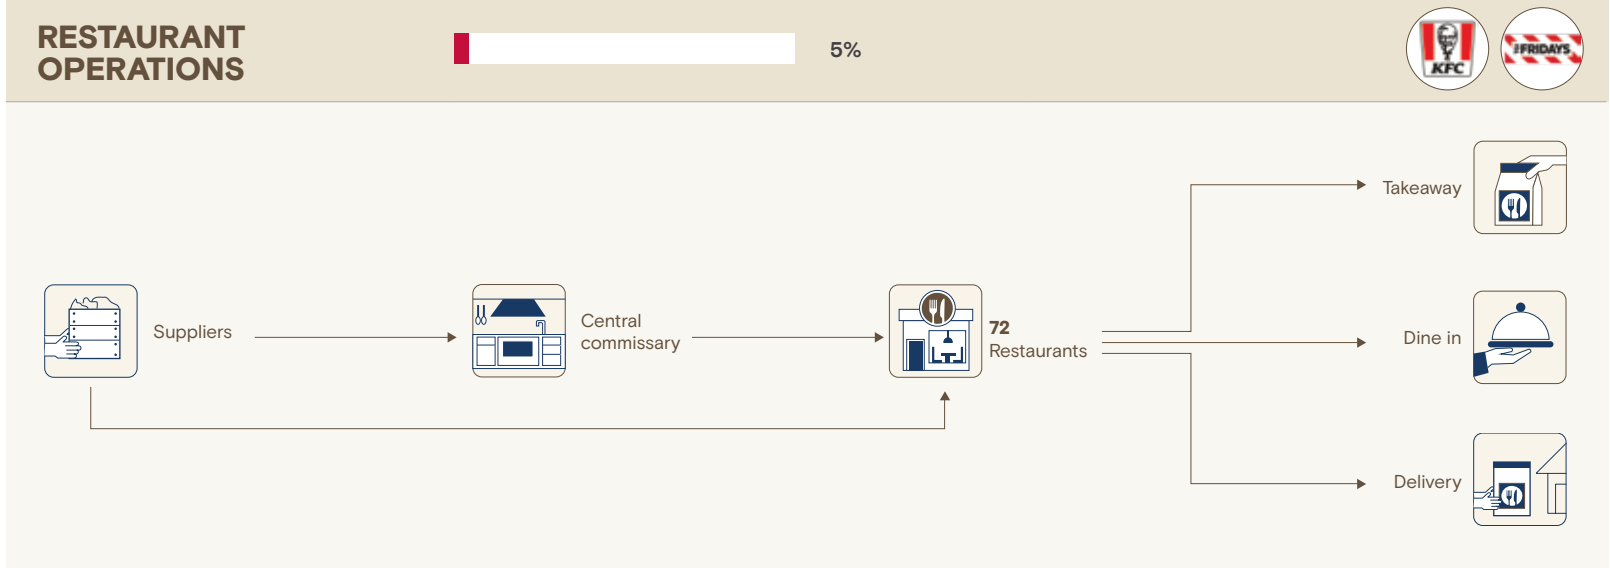 RESTAURANT
OPERATIONS
5%
KFC
FRIDAYS
Takeaway
Suppliers
Central
commissary
72
Restaurants
Dine in
Delivery